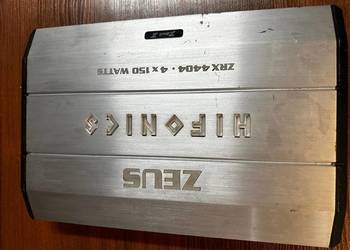 ZEUS
HIFONICS
ZRX 4404 · 4 x 150 WATTS